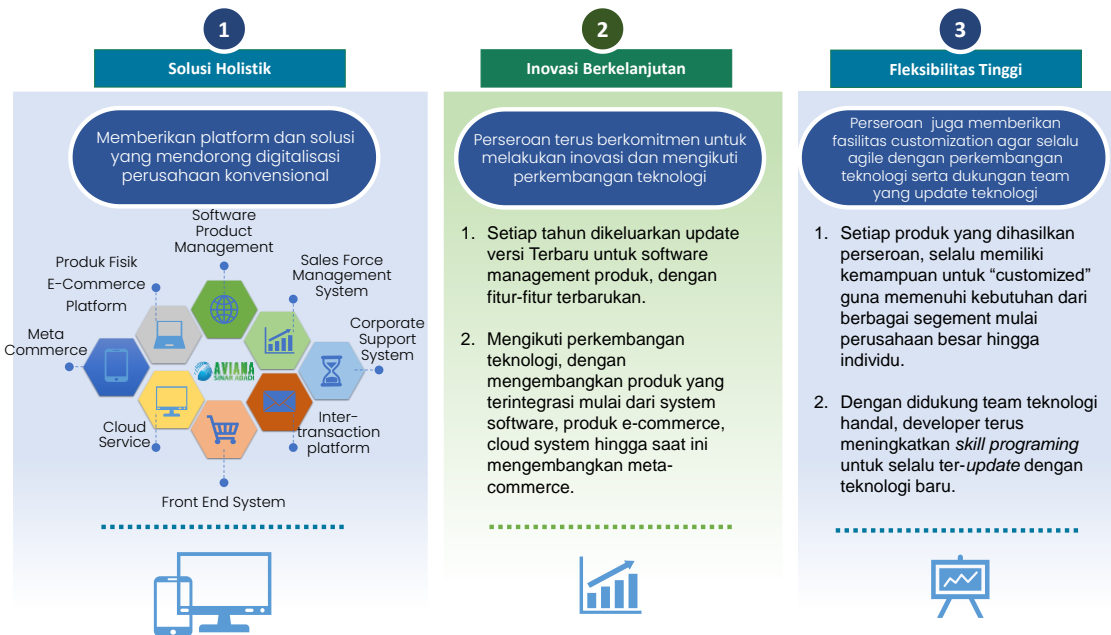 1
Solusi Holistik
Memberikan platform dan solusi
yang mendorong digitalisasi
perusahaan konvensional
Software
Product
Management
Produk Fisik
E-Commerce
Platform
Sales Force
Management
System
Meta
Commerce
Corporate
Support
System
AVIANA
SINAR ABADI
Cloud
Service
Inter-
transaction
platform
Front End System
2
Inovasi Berkelanjutan
Perseroan terus berkomitmen untuk
melakukan inovasi dan mengikuti
perkembangan teknologi
1. Setiap tahun dikeluarkan update
versi Terbaru untuk software
management produk, dengan
fitur-fitur terbarukan.
2. Mengikuti perkembangan
teknologi, dengan
mengembangkan produk yang
terintegrasi mulai dari system
software, produk e-commerce,
cloud system hingga saat ini
mengembangkan meta-
commerce.
3
Fleksibilitas Tinggi
Perseroan juga memberikan
fasilitas customization agar selalu
agile dengan perkembangan
teknologi serta dukungan team
yang update teknologi
1. Setiap produk yang dihasilkan
perseroan, selalu memiliki
kemampuan untuk “customized”
guna memenuhi kebutuhan dari
berbagai segement mulai
perusahaan besar hingga
individu.
2. Dengan didukung team teknologi
handal, developer terus
meningkatkan skill programing
untuk selalu ter-update dengan
teknologi baru.